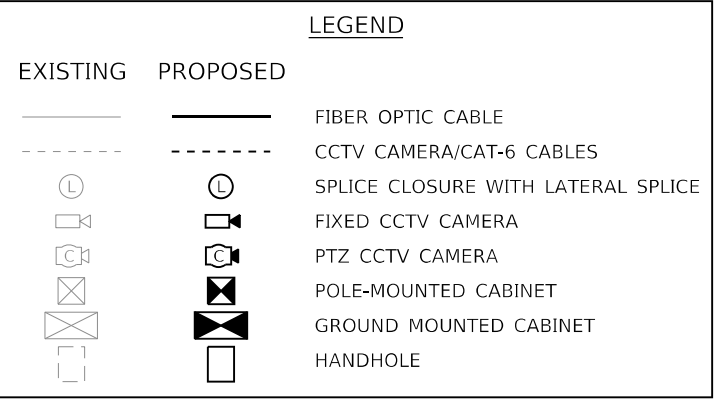 LEGEND
EXISTING PROPOSED
FIBER OPTIC CABLE
CCTV CAMERA/CAT-6 CABLES
L L SPLICE CLOSURE WITH LATERAL SPLICE
FIXED CCTV CAMERA
C C PTZ CCTV CAMERA
POLE-MOUNTED CABINET
GROUND MOUNTED CABINET
HANDHOLE